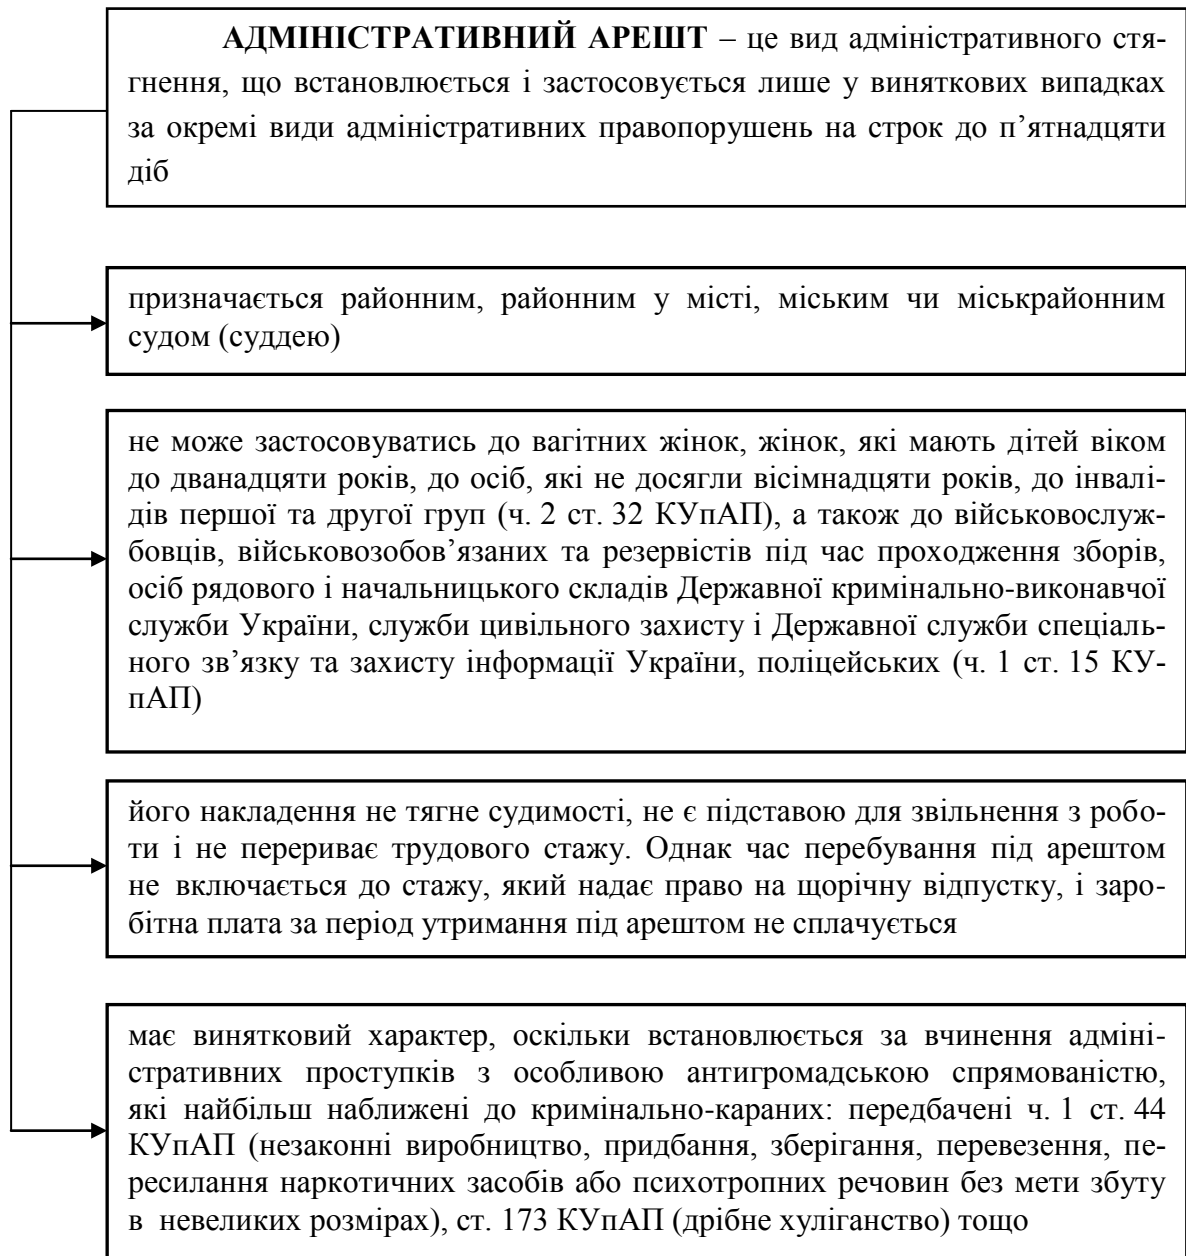 АДМІНІСТРАТИВНИЙ АРЕШТ – це вид адміністративного стя-
гнення, що встановлюється і застосовується лише у виняткових випадках
за окремі види адміністративних правопорушень на строк до п’ятнадцяти
діб
призначається районним, районним у місті, міським чи міськрайонним
судом (суддею)
не може застосовуватись до вагітних жінок, жінок, які мають дітей віком
до дванадцяти років, до осіб, які не досягли вісімнадцяти років, до інвалі-
дів першої та другої груп (ч. 2 ст. 32 КУпАП), а також до військовослуж-
бовців, військовозобов’язаних та резервістів під час проходження зборів,
осіб рядового і начальницького складів Державної кримінально-виконавчої
служби України, служби цивільного захисту і Державної служби спеціаль-
ного зв’язку та захисту інформації України, поліцейських (ч. 1 ст. 15 КУ-
пАП)
його накладення не тягне судимості, не є підставою для звільнення з робо-
ти і не перериває трудового стажу. Однак час перебування під арештом
не включається до стажу, який надає право на щорічну відпустку, і заро-
бітна плата за період утримання під арештом не сплачується
має винятковий характер, оскільки встановлюється за вчинення адміні-
стративних проступків з особливою антигромадською спрямованістю,
які найбільш наближені до кримінально-караних: передбачені ч. 1 ст. 44
КУпАП (незаконні виробництво, придбання, зберігання, перевезення, пе-
ресилання наркотичних засобів або психотропних речовин без мети збуту
в невеликих розмірах), ст. 173 КУпАП (дрібне хуліганство) тощо